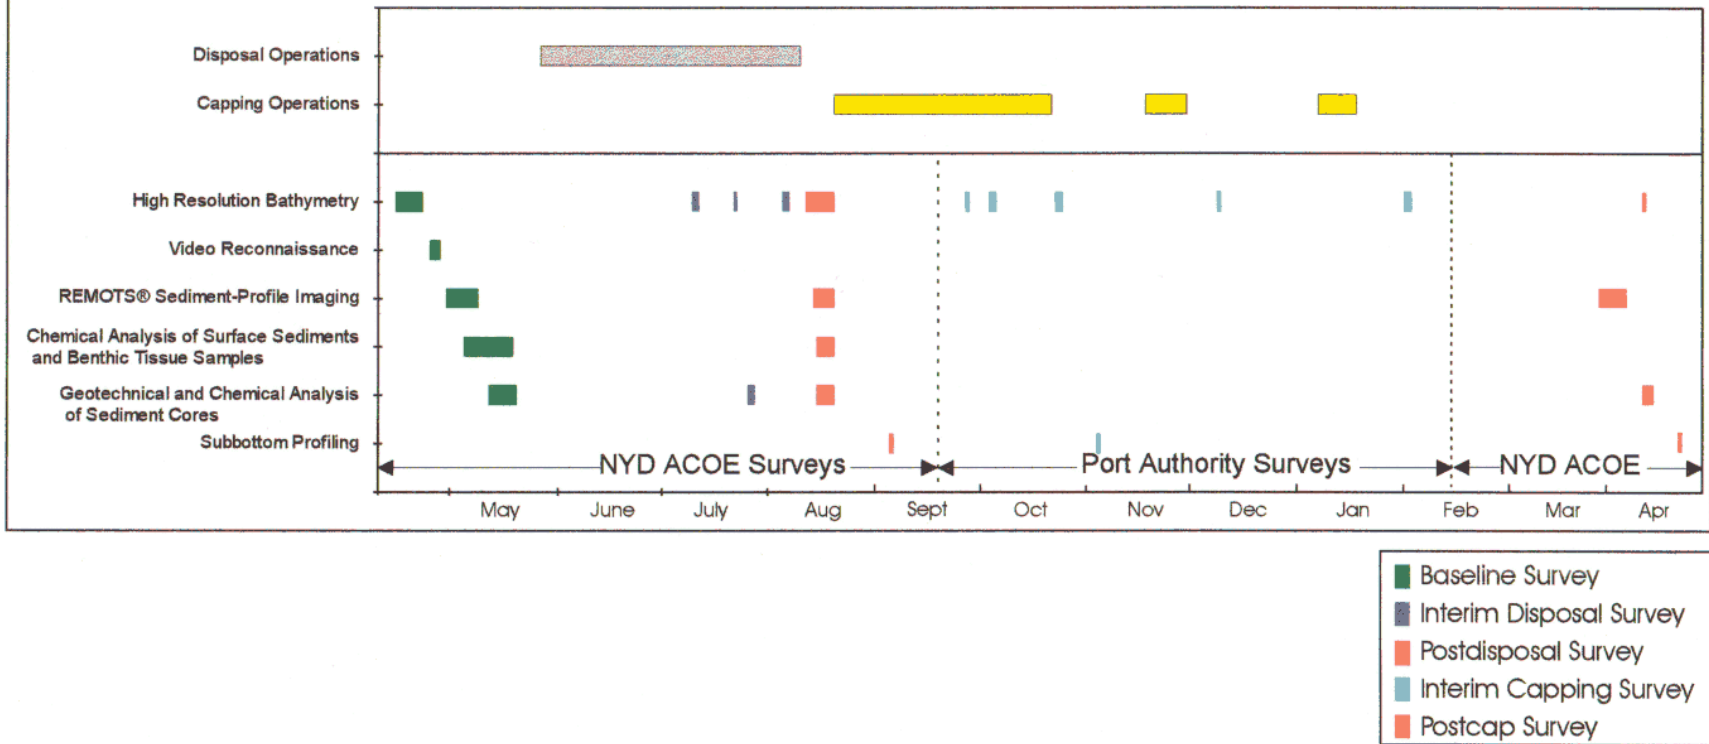 Disposal Operations
Capping Operations
High Resolution Bathymetry
Video Reconnaissance
REMOTS® Sediment-Profile Imaging
Chemical Analysis of Surface Sediments
and Benthic Tissue Samples
Geotechnical and Chemical Analysis
of Sediment Cores
Subbottom Profiling
NYD ACOE Surveys Port Authority Surveys NYD ACOE
May June July Aug Sept Oct Nov Dec Jan Feb Mar Apr
Baseline Survey
Interim Disposal Survey
Postdisposal Survey
Interim Capping Survey
Postcap Survey